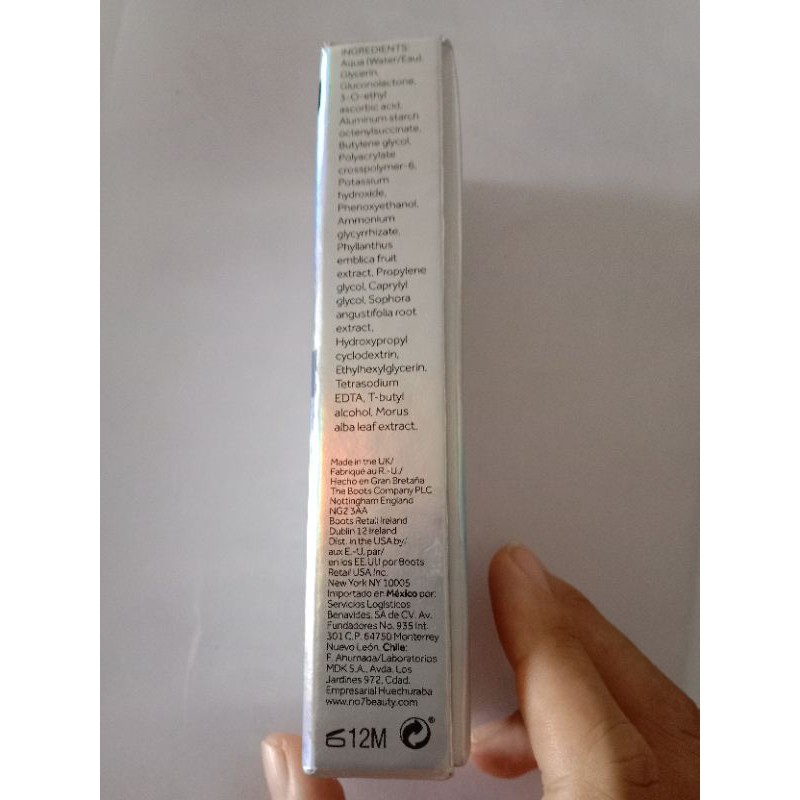 INGREDIENTS:
Aqua (Water/Eau),
Glycerin,
Gluconolactone,
3-O-ethyl
ascorbic acid,
Aluminum starch
octenylsuccinate,
Butylene glycol,
Polyacrylate
crosspolymer-6,
Potassium
hydroxide,
Phenoxyethanol,
Ammonium
glycyrrhizate,
Phyllanthus
emblica fruit
extract, Propylene
glycol, Caprylyl
glycol, Sophora
angustifolia root
extract,
Hydroxypropyl
cyclodextrin,
Ethylhexylglycerin,
Tetrasodium
EDTA, T-butyl
alcohol, Morus
alba leaf extract.
Made in the UK/
Fabriqué au R.-U./
Hecho en Gran Bretaña
The Boots Company PLC
Nottingham England
NG2 3AA
Boots Retail Ireland
Dublin 12 Ireland
Dist. in the USA by/
aux E.-U. par/
en los EE.UU por Boots
Retail USA Inc.
New York NY 10005
Importado en México por:
Servicios Logísticos
Benavides, SA de CV. Av.
Fundadores No. 935 Int.
301 C.P. 64750 Monterrey
Nuevo León. Chile:
F. Ahumada/Laboratorios
MDK S.A., Avda. Los
Jardines 972, Cdad.
Empresarial Huechuraba
www.no7beauty.com
12M ®